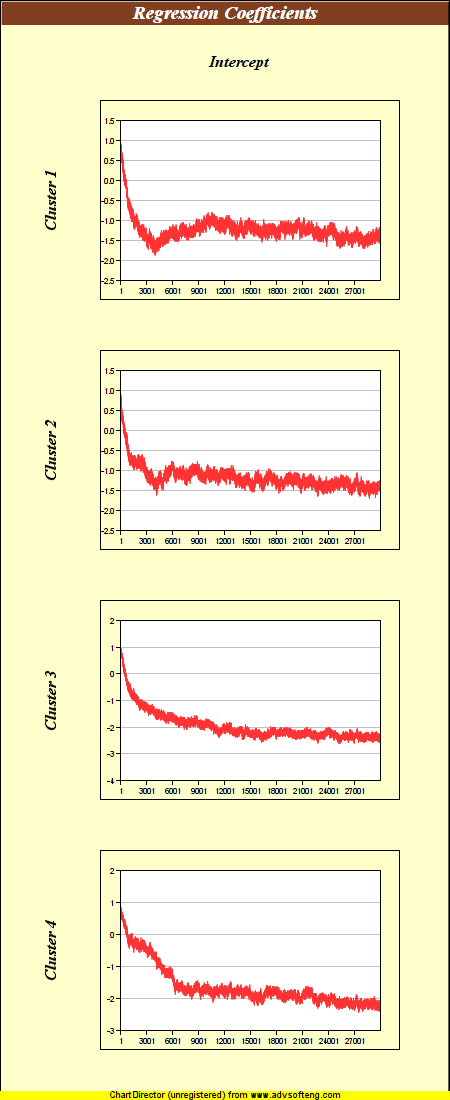 Regression Coefficients
Intercept
Cluster 1
1.5
1.0
0.5
0.0
-0.5
-1.0
-1.5
-2.0
-2.5
1 3001 6001 9001 12001 15001 18001 21001 24001 27001
Cluster 2
1.5
1.0
0.5
0.0
-0.5
-1.0
-1.5
-2.0
-2.5
1 3001 6001 9001 12001 15001 18001 21001 24001 27001
Cluster 3
2
1
0
-1
-2
-3
-4
1 3001 6001 9001 12001 15001 18001 21001 24001 27001
Cluster 4
2
1
0
-1
-2
-3
1 3001 6001 9001 12001 15001 18001 21001 24001 27001
ChartDirector (unregistered) from www.advsofteng.com